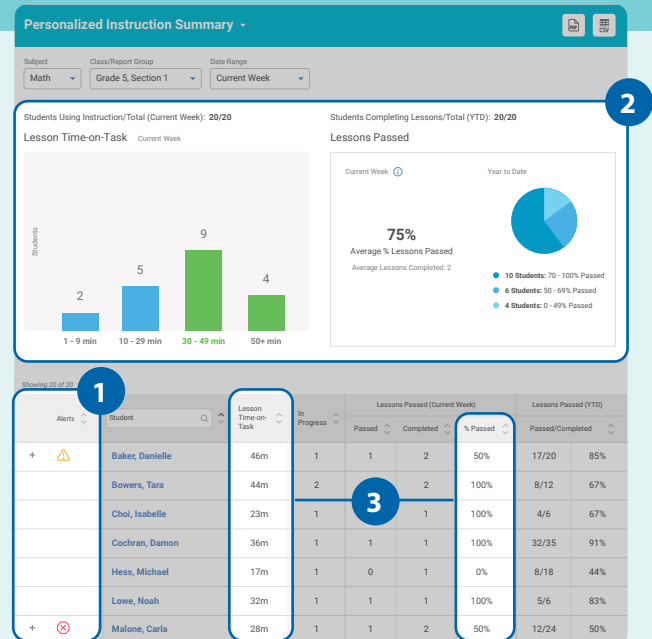 Personalized Instruction Summary
PDF
CSV
Subject Class/Report Group Date Range
Math Grade 5, Section 1 Current Week
2
Students Using Instruction/Total (Current Week): 20/20
Lesson Time-on-Task Current Week
Students
2
5
9
4
1 - 9 min 10 - 29 min 30 - 49 min 50+ min
Students Completing Lessons/Total (YTD): 20/20
Lessons Passed
Current Week i
75%
Average % Lessons Passed
Average Lessons Completed: 2
Year to Date
10 Students: 70 - 100% Passed
6 Students: 50 - 69% Passed
4 Students: 0 - 49% Passed
Showing 20 of 20
1
Alerts Student Lesson Time-on-Task In Progress Lessons Passed (Current Week) Lessons Passed (YTD)
Passed Completed % Passed Passed/Completed
+ Baker, Danielle 46m 1 1 2 50% 17/20 85%
Bowers, Tara 44m 2 2 100% 8/12 67%
3
Choi, Isabelle 23m 1 1 100% 4/6 67%
Cochran, Damon 36m 1 1 1 100% 32/35 91%
Hess, Michael 17m 1 0 1 0% 8/18 44%
Lowe, Noah 32m 1 1 1 100% 5/6 83%
+ Malone, Carla 28m 1 1 2 50% 12/24 50%